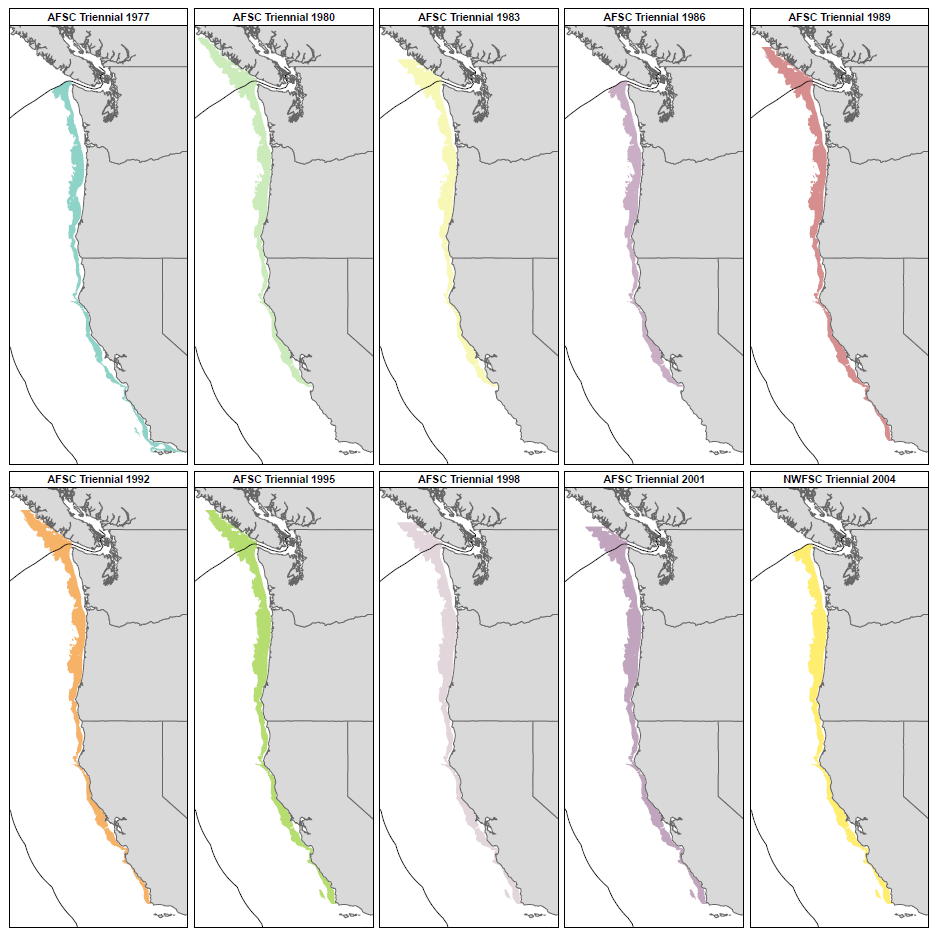 AFSC Triennial 1977
AFSC Triennial 1980
AFSC Triennial 1983
AFSC Triennial 1986
AFSC Triennial 1989
AFSC Triennial 1992
AFSC Triennial 1995
AFSC Triennial 1998
AFSC Triennial 2001
NWFSC Triennial 2004